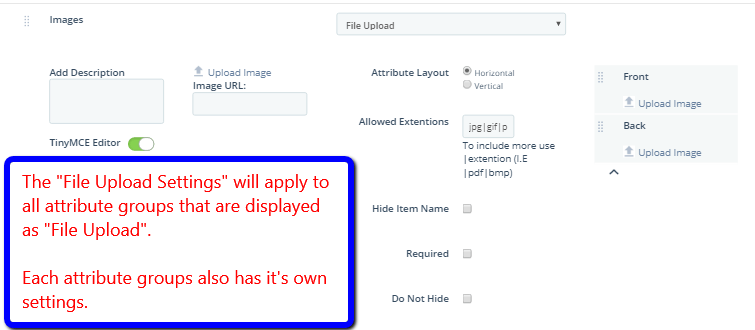 Images
File Upload
Add Description
Upload Image
Image URL:
TinyMCE Editor
Attribute Layout
Horizontal
Vertical
Allowed Extentions
jpg|gif|p
To include more use
|extention (I.E
|pdf|bmp)
Hide Item Name
Required
Do Not Hide
Front
Upload Image
Back
Upload Image
The "File Upload Settings" will apply to
all attribute groups that are displayed
as "File Upload".
Each attribute groups also has it's own
settings.